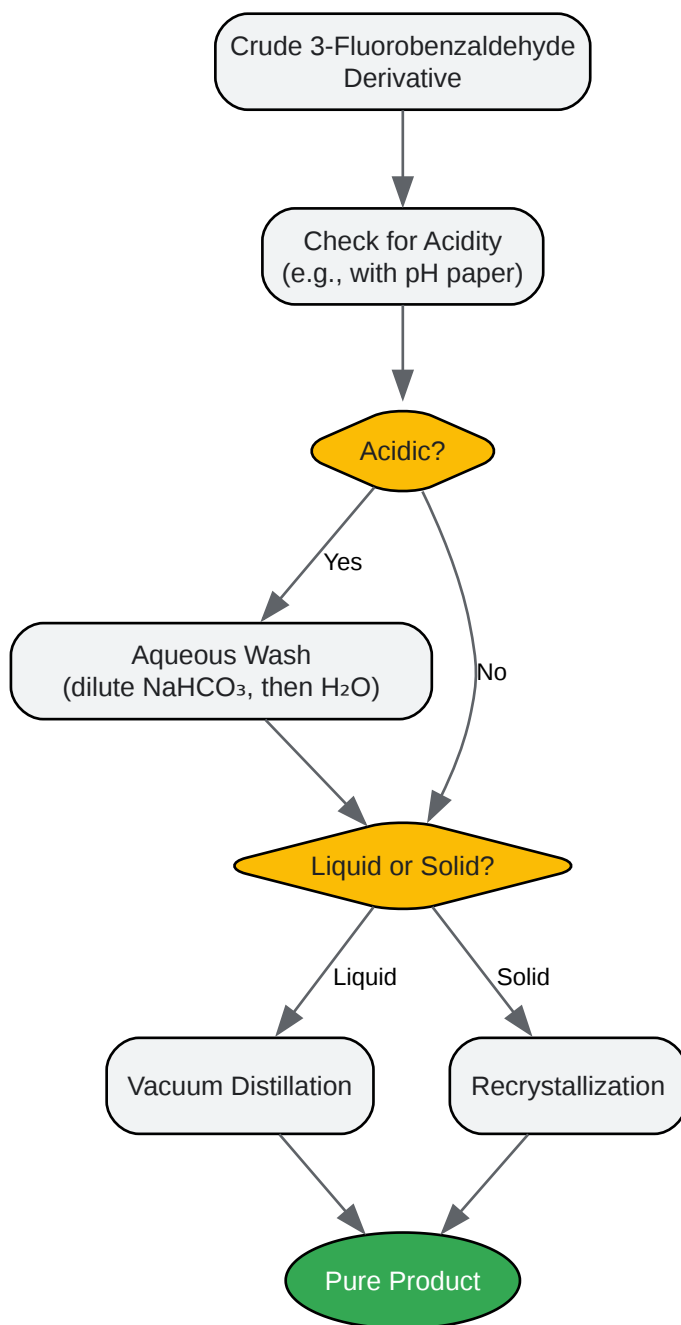 Crude 3-Fluorobenzaldehyde
Derivative
Check for Acidity
(e.g., with pH paper)
Acidic?
Yes
Aqueous Wash
(dilute NaHCO₃, then H₂O)
No
Liquid or Solid?
Liquid
Solid
Vacuum Distillation
Recrystallization
Pure Product